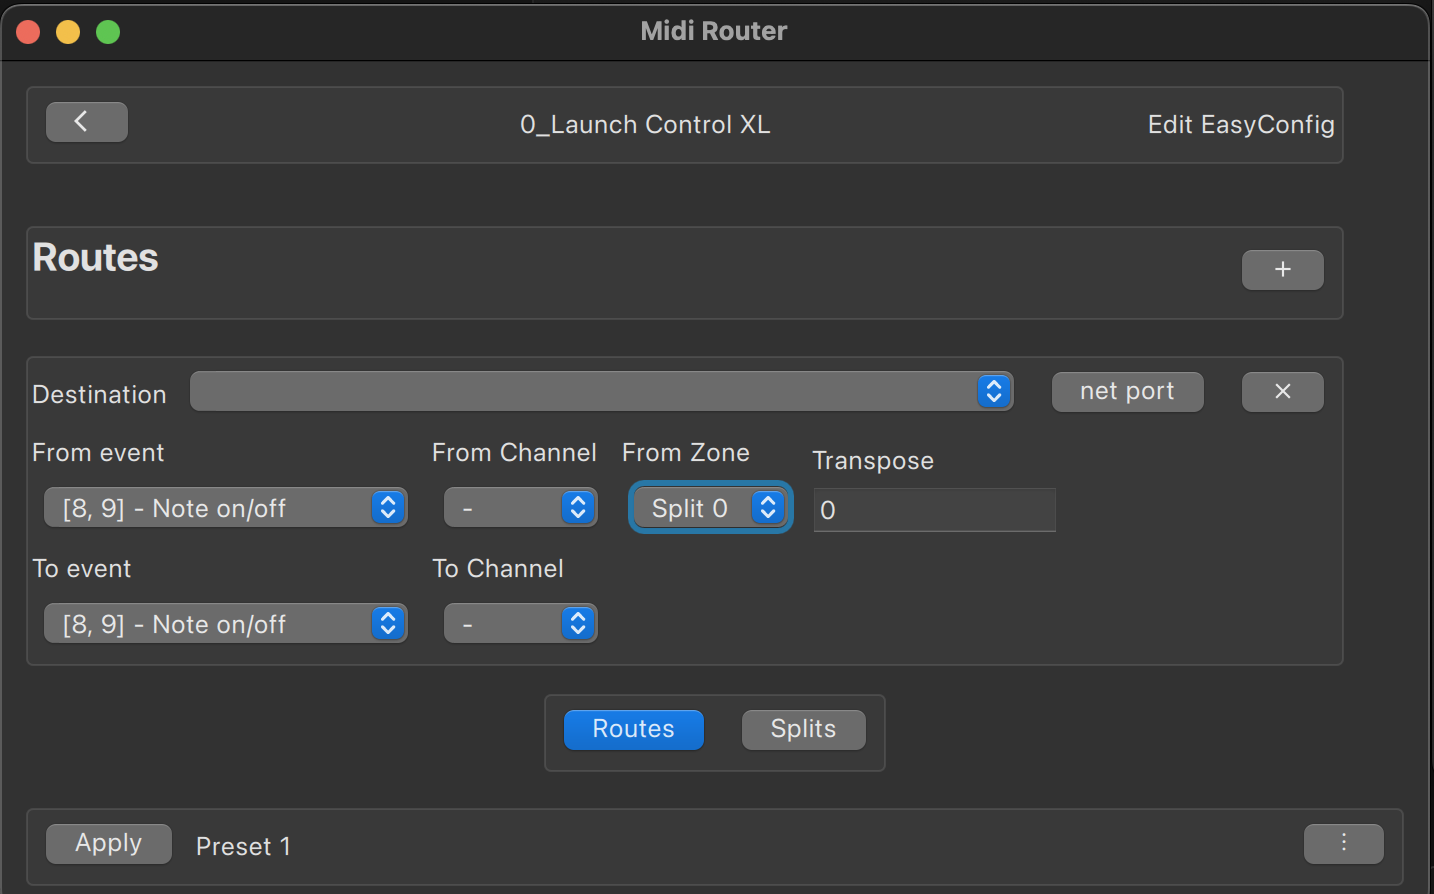 Midi Router
0_Launch Control XL
Edit EasyConfig
Routes
+
Destination
net port
×
From event
From Channel
From Zone
Transpose
[8, 9] - Note on/off
-
Split 0
0
To event
To Channel
[8, 9] - Note on/off
-
Routes
Splits
Apply
Preset 1